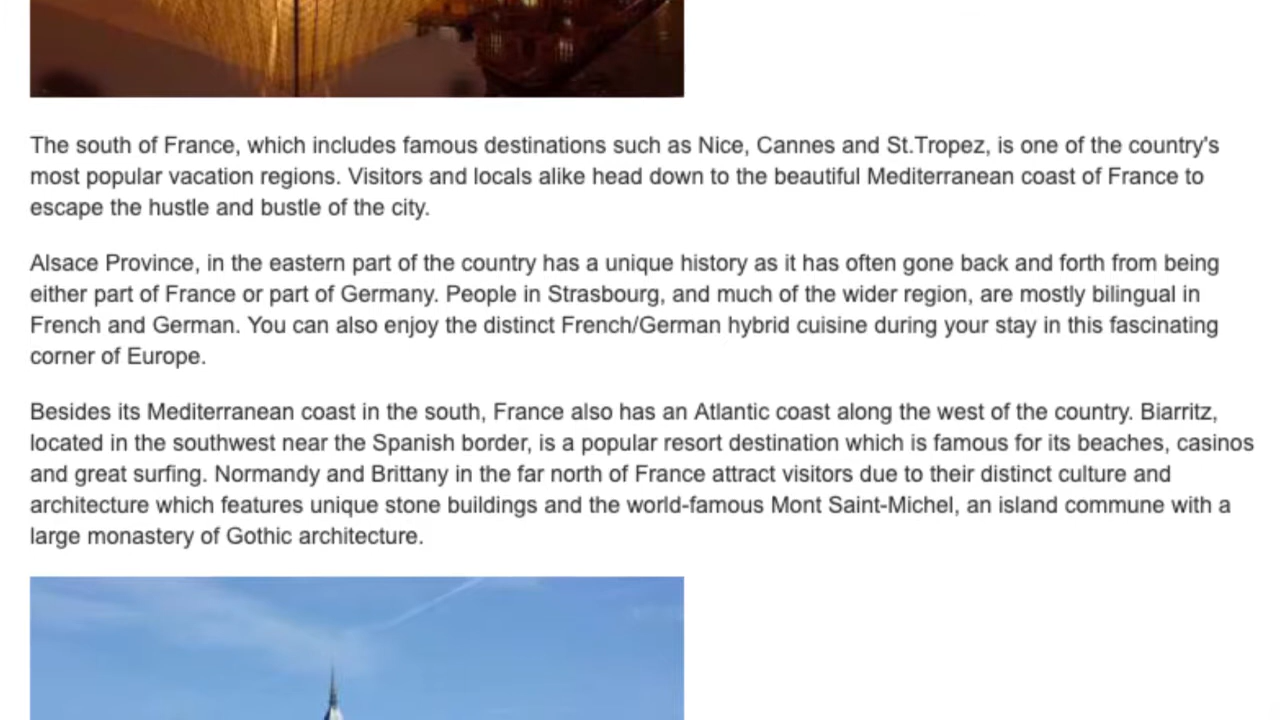 The south of France, which includes famous destinations such as Nice, Cannes and St.Tropez, is one of the country's
most popular vacation regions. Visitors and locals alike head down to the beautiful Mediterranean coast of France to
escape the hustle and bustle of the city.
Alsace Province, in the eastern part of the country has a unique history as it has often gone back and forth from being
either part of France or part of Germany. People in Strasbourg, and much of the wider region, are mostly bilingual in
French and German. You can also enjoy the distinct French/German hybrid cuisine during your stay in this fascinating
corner of Europe.
Besides its Mediterranean coast in the south, France also has an Atlantic coast along the west of the country. Biarritz,
located in the southwest near the Spanish border, is a popular resort destination which is famous for its beaches, casinos
and great surfing. Normandy and Brittany in the far north of France attract visitors due to their distinct culture and
architecture which features unique stone buildings and the world-famous Mont Saint-Michel, an island commune with a
large monastery of Gothic architecture.